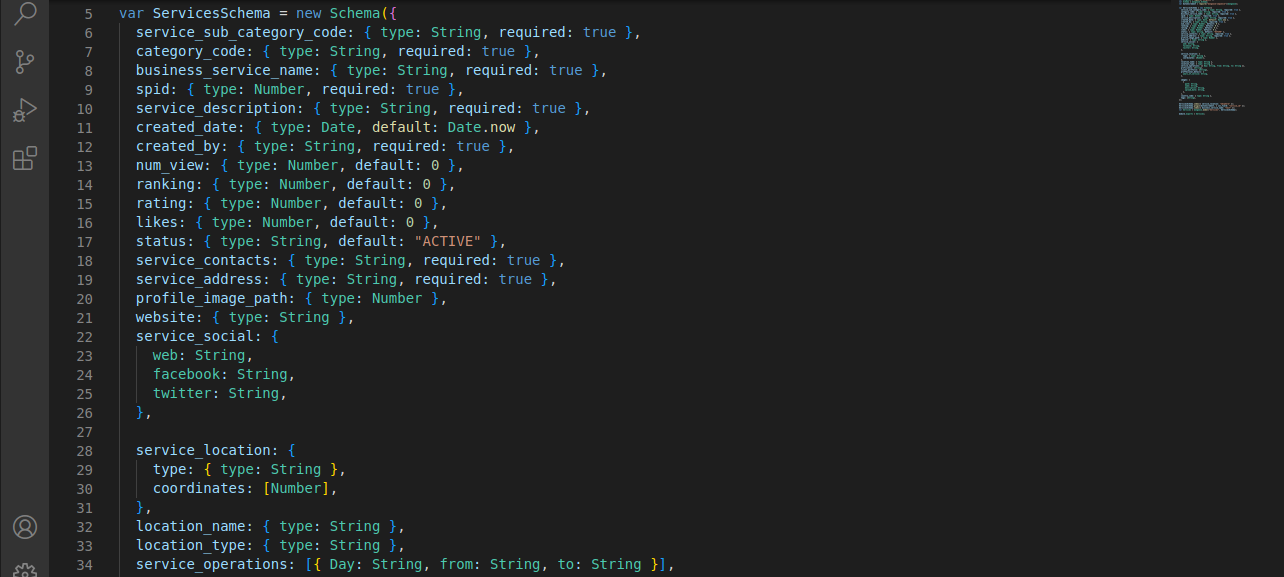 5 var ServicesSchema = new Schema({
6 service_sub_category_code: { type: String, required: true },
7 category_code: { type: String, required: true },
8 business_service_name: { type: String, required: true },
9 spid: { type: Number, required: true },
10 service_description: { type: String, required: true },
11 created_date: { type: Date, default: Date.now },
12 created_by: { type: String, required: true },
13 num_view: { type: Number, default: 0 },
14 ranking: { type: Number, default: 0 },
15 rating: { type: Number, default: 0 },
16 likes: { type: Number, default: 0 },
17 status: { type: String, default: "ACTIVE" },
18 service_contacts: { type: String, required: true },
19 service_address: { type: String, required: true },
20 profile_image_path: { type: Number },
21 website: { type: String },
22 service_social: {
23 web: String,
24 facebook: String,
25 twitter: String,
26 },
27
28 service_location: {
29 type: { type: String },
30 coordinates: [Number],
31 },
32 location_name: { type: String },
33 location_type: { type: String },
34 service_operations: [{ Day: String, from: String, to: String }],